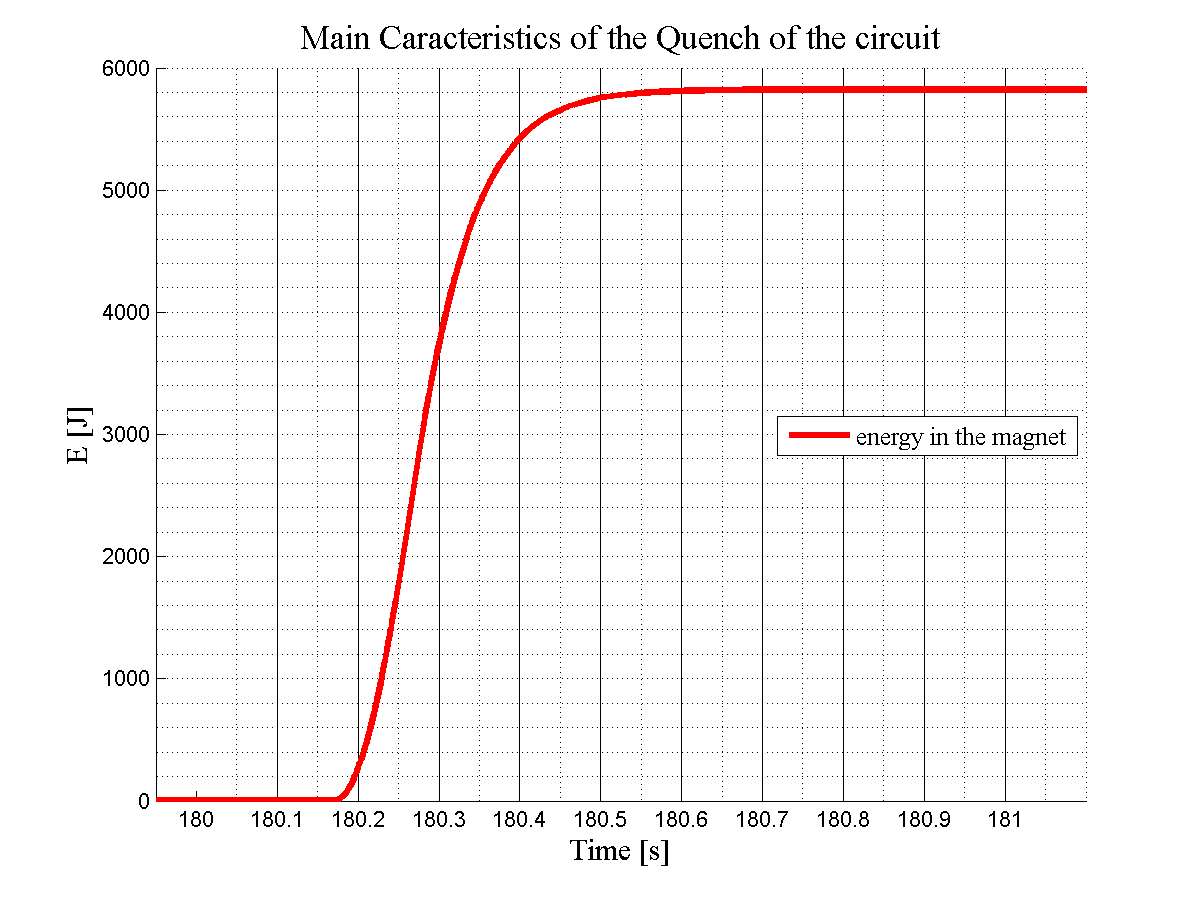 Main Caracteristics of the Quench of the circuit
6000
5000
4000
3000
2000
1000
0
E [J]
energy in the magnet
180 180.1 180.2 180.3 180.4 180.5 180.6 180.7 180.8 180.9 181
Time [s]